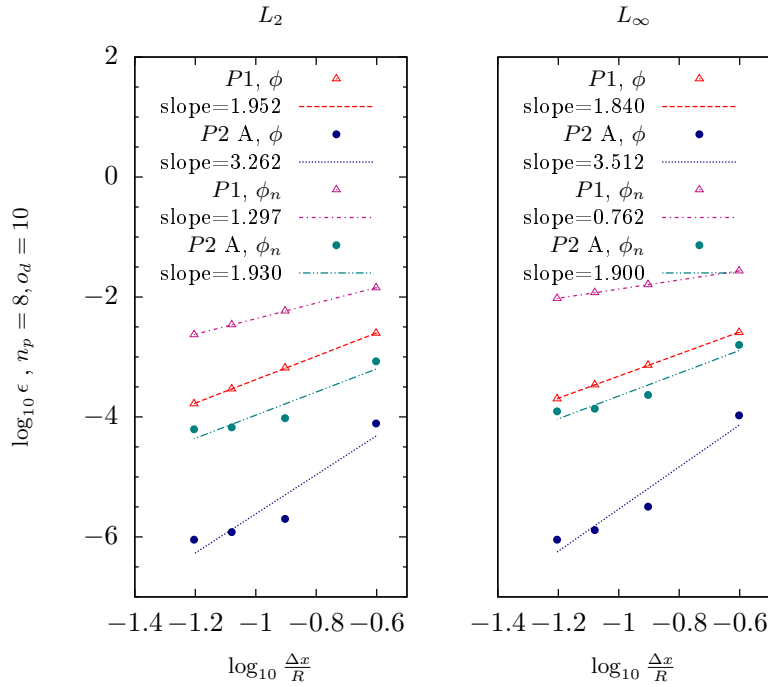 L_2
L_∞
2
0
−2
−4
−6
log_10 ϵ , n_p = 8, o_d = 10
P1, ϕ
slope=1.952
P2 A, ϕ
slope=3.262
P1, ϕ_n
slope=1.297
P2 A, ϕ_n
slope=1.930
P1, ϕ
slope=1.840
P2 A, ϕ
slope=3.512
P1, ϕ_n
slope=0.762
P2 A, ϕ_n
slope=1.900
−1.4 −1.2 −1 −0.8 −0.6
−1.4 −1.2 −1 −0.8 −0.6
log_10 Δx/R
log_10 Δx/R